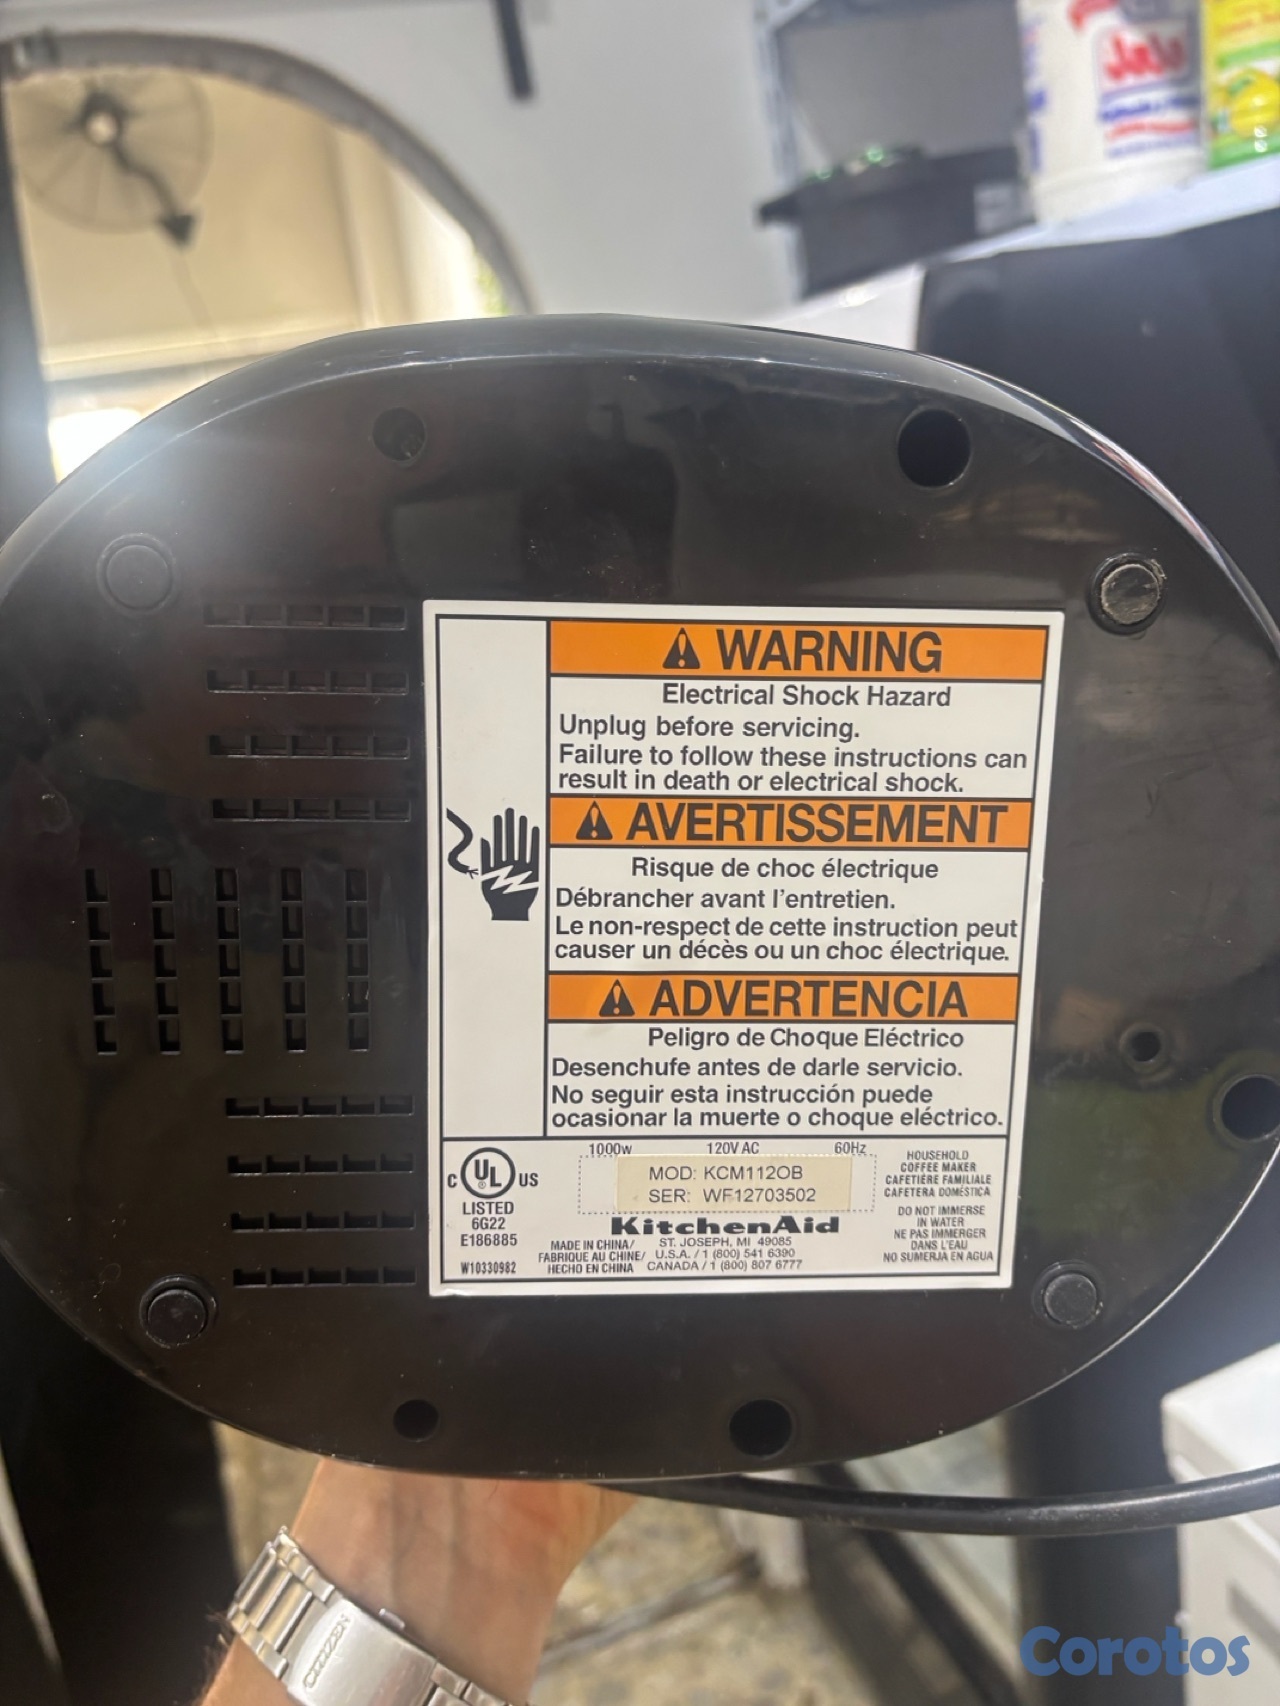 WARNING
Electrical Shock Hazard
Unplug before servicing.
Failure to follow these instructions can
result in death or electrical shock.
AVERTISSEMENT
Risque de choc électrique
Débrancher avant l'entretien.
Le non-respect de cette instruction peut
causer un décès ou un choc électrique.
ADVERTENCIA
Peligro de Choque Eléctrico
Desenchufe antes de darle servicio.
No seguir esta instrucción puede
ocasionar la muerte o choque eléctrico.
C UL ® US
LISTED
6G22
E186885
W10330982
1000w 120V AC 60Hz
MOD: KCM112OB
SER: WF12703502
KitchenAid
ST. JOSEPH, MI 49085
U.S.A. / 1 (800) 541 6390
CANADA / 1 (800) 807 6777
MADE IN CHINA/
FABRIQUE AU CHINE/
HECHO EN CHINA
HOUSEHOLD
COFFEE MAKER
CAFETIÈRE FAMILIALE
CAFETERA DOMÉSTICA
DO NOT IMMERSE
IN WATER
NE PAS IMMERGER
DANS L'EAU
NO SUMERJA EN AGUA
CITIZEN
Corotos